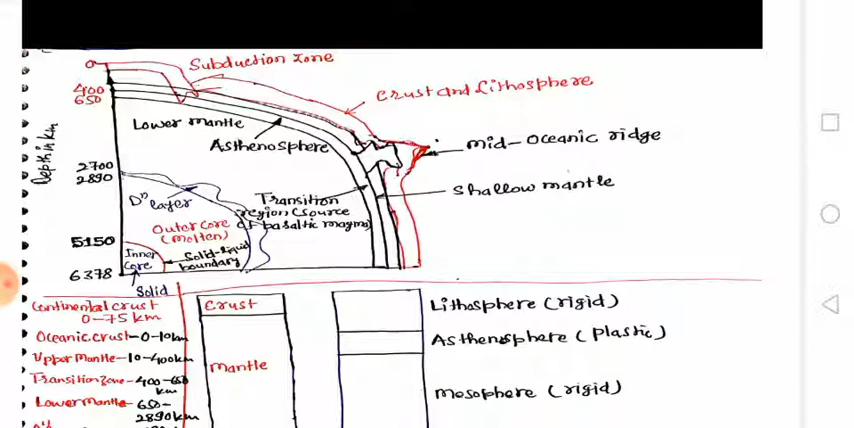 Subduction zone
0
400
650
Crust and lithosphere
Lower mantle
Asthenosphere
mid-Oceanic ridge
Depth in km
2700
2890
Shallow mantle
D" layer
Transition
region (source
of basaltic magma)
Outer core
(molten)
5150
Inner
Core
Solid-liquid
boundary
6378
Solid
Continental crust
0-75 km
Oceanic crust-0-10km
Upper Mantle-10-400km
Transition Zone-400-650
km
Lower Mantle-650-
2890km
Crust
mantle
Lithosphere (rigid)
Asthenosphere (plastic)
mesosphere (rigid)